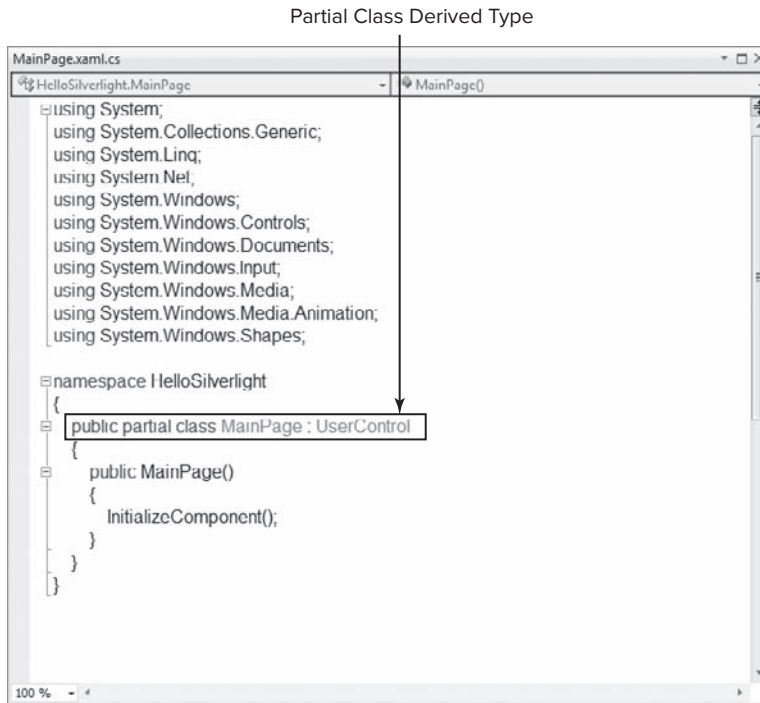 Partial Class Derived Type
MainPage.xaml.cs
HelloSilverlight.MainPage MainPage()
using System;
using System.Collections.Generic;
using System.Linq;
using System.Net;
using System.Windows;
using System.Windows.Controls;
using System.Windows.Documents;
using System.Windows.Input;
using System.Windows.Media;
using System.Windows.Media.Animation;
using System.Windows.Shapes;
namespace HelloSilverlight
{
public partial class MainPage : UserControl
{
public MainPage()
{
InitializeComponent();
}
}
}
100 %